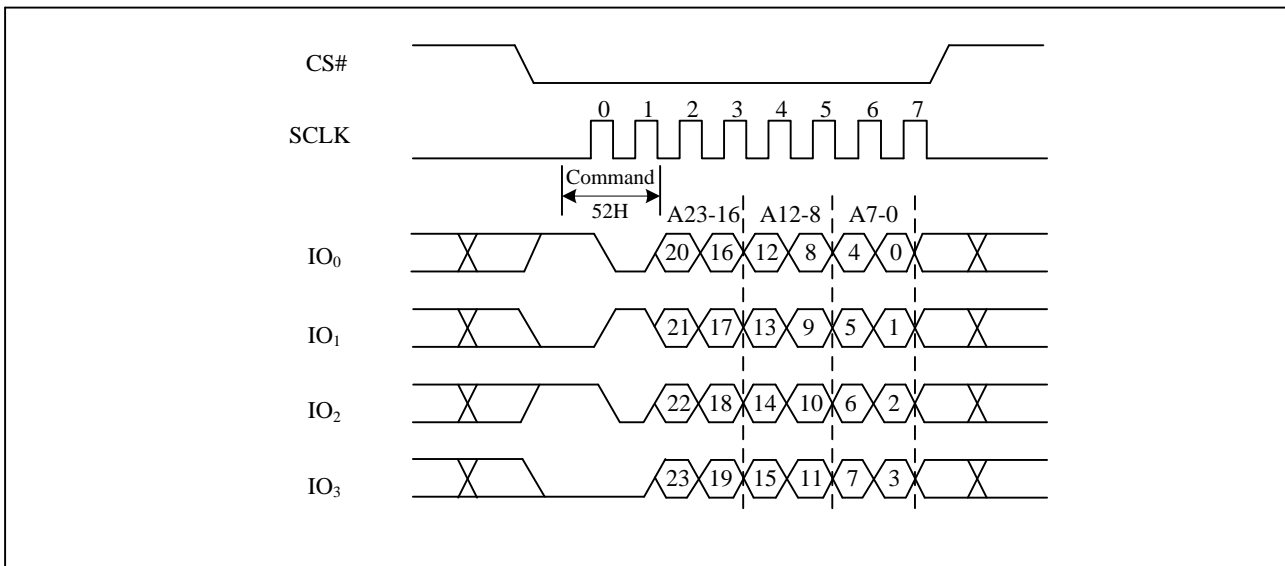 CS#
0 1 2 3 4 5 6 7
SCLK
Command
52H
A23-16 A12-8 A7-0
IO₀ 20 16 12 8 4 0
IO₁ 21 17 13 9 5 1
IO₂ 22 18 14 10 6 2
IO₃ 23 19 15 11 7 3